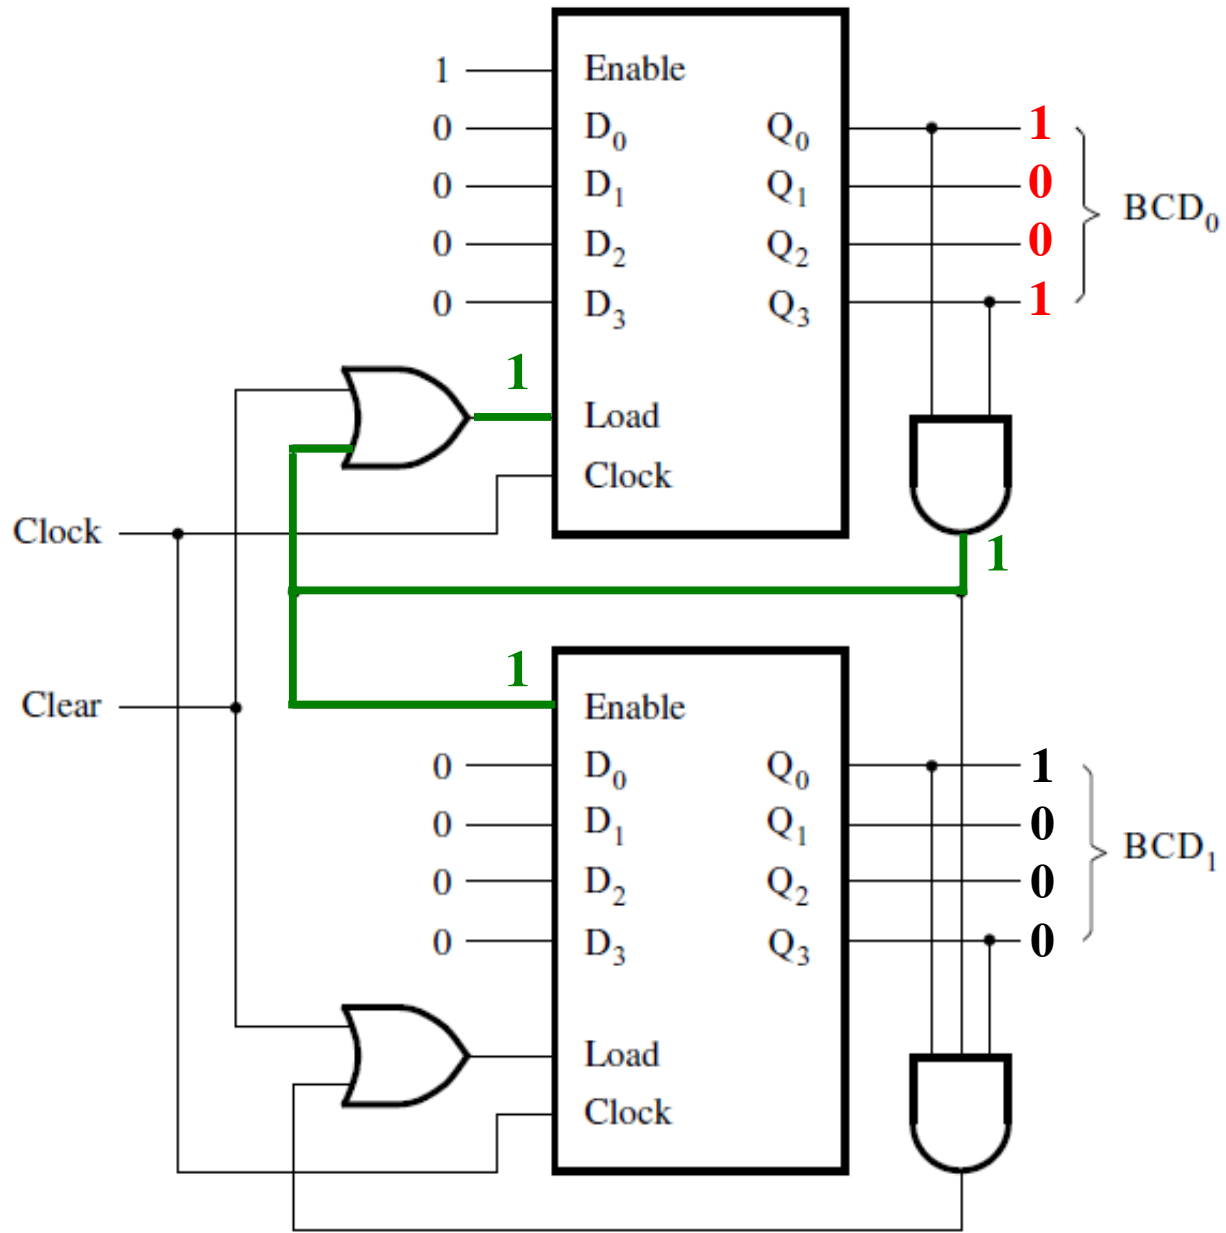 1 Enable
0 D0 Q0 1
0 D1 Q1 0
0 D2 Q2 0
0 D3 Q3 1
BCD0
1 Load
Clock
Clock
1
1
Clear
Enable
0 D0 Q0 1
0 D1 Q1 0
0 D2 Q2 0
0 D3 Q3 0
BCD1
Load
Clock